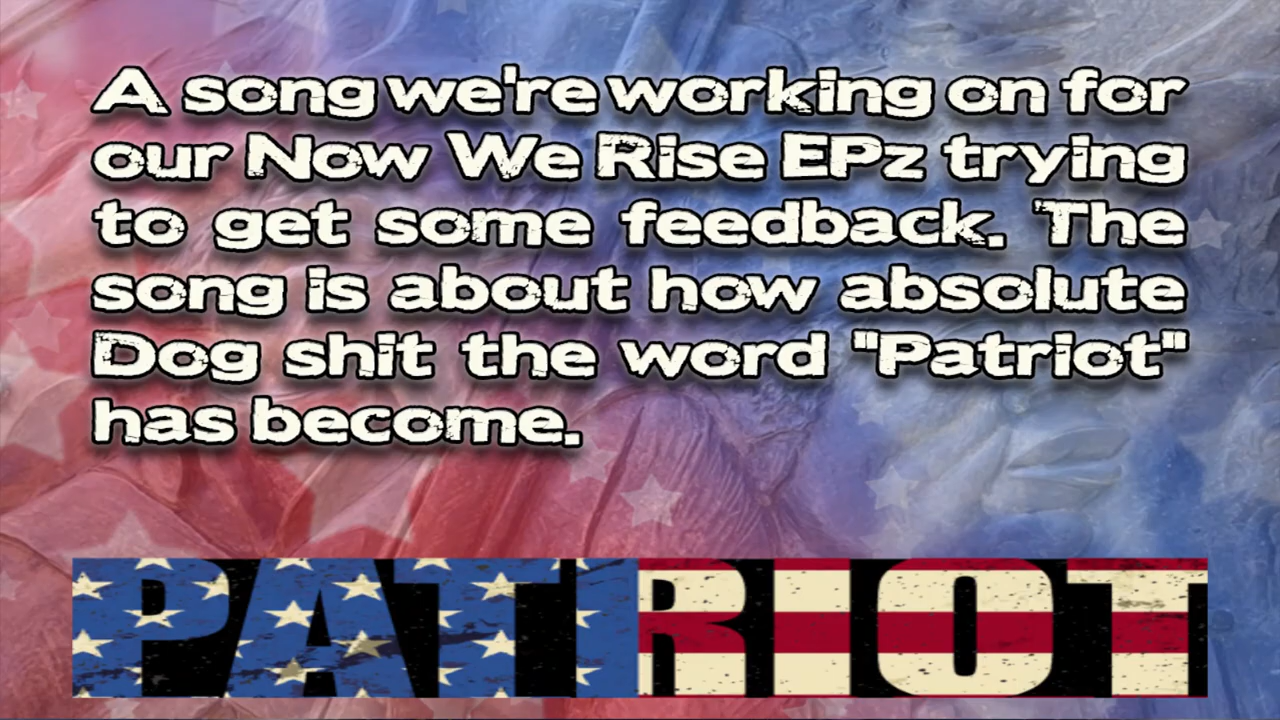 A song we're working on for
our Now We Rise EPz trying
to get some feedback. The
song is about how absolute
Dog shit the word "Patriot"
has become.
PATRIOT